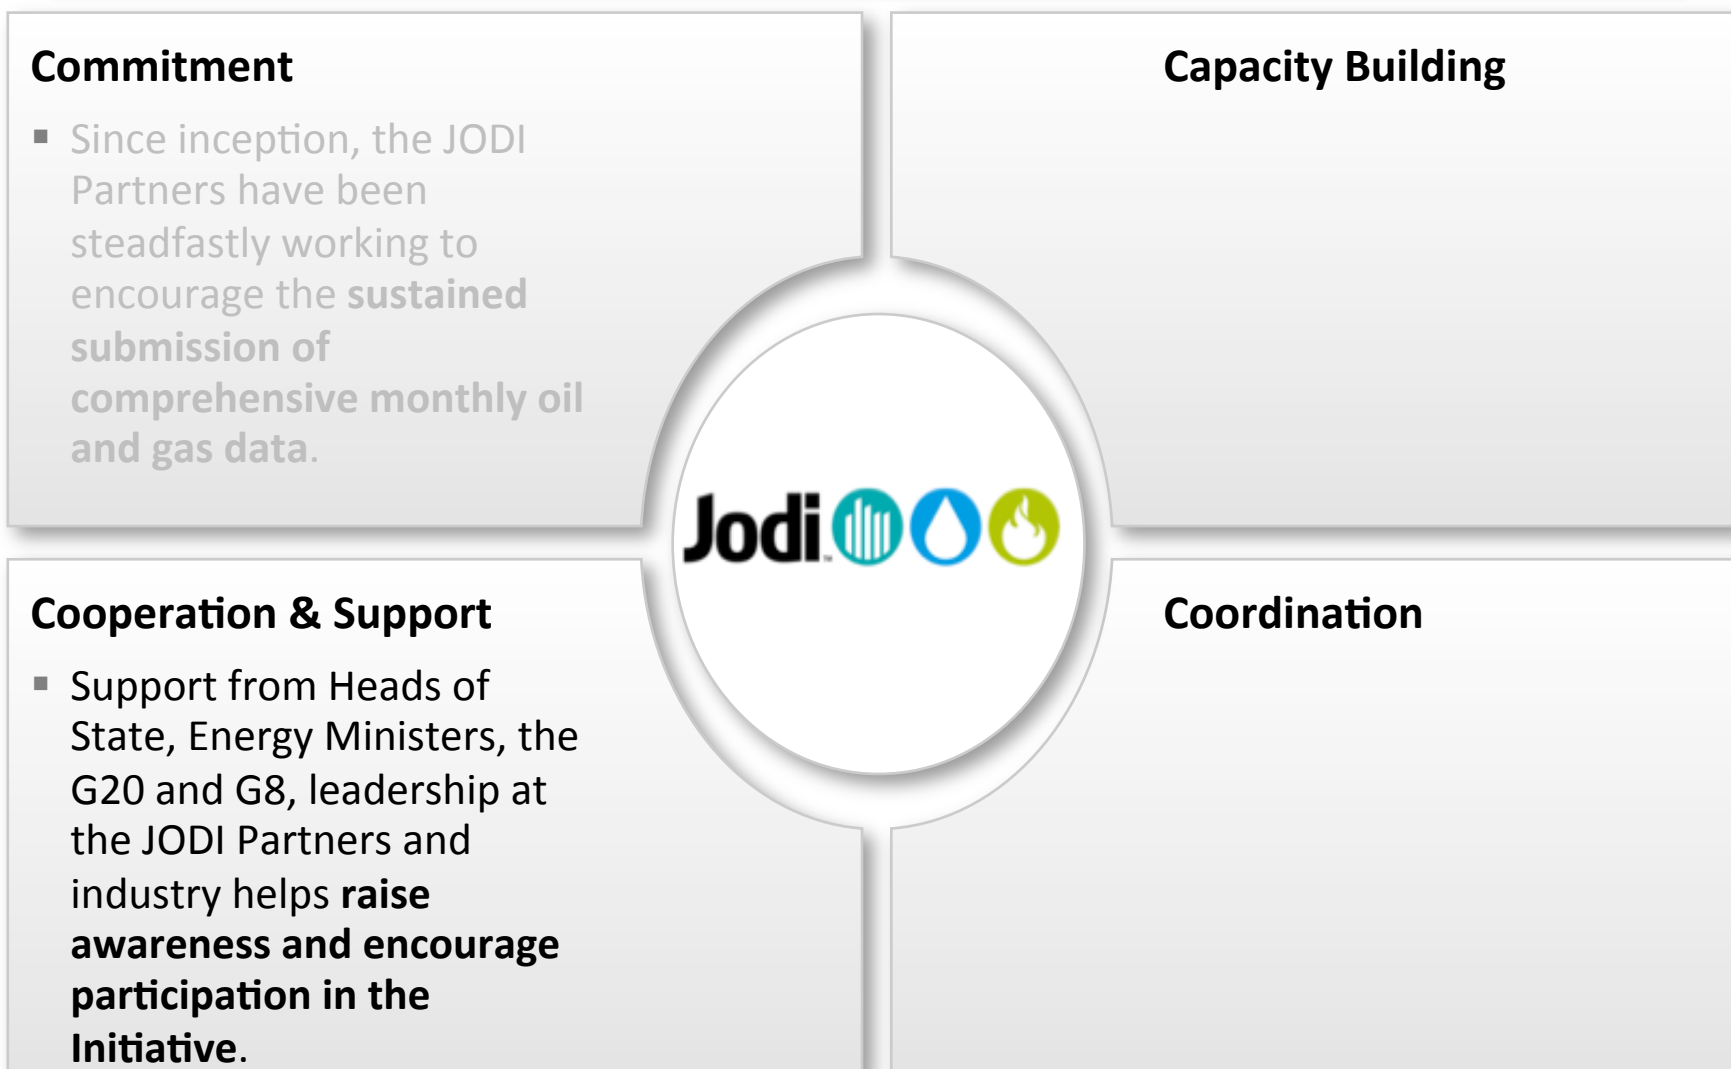 Commitment
▪ Since inception, the JODI
Partners have been
steadfastly working to
encourage the sustained
submission of
comprehensive monthly oil
and gas data.
Capacity Building
Jodi™
Cooperation & Support
▪ Support from Heads of
State, Energy Ministers, the
G20 and G8, leadership at
the JODI Partners and
industry helps raise
awareness and encourage
participation in the
Initiative.
Coordination